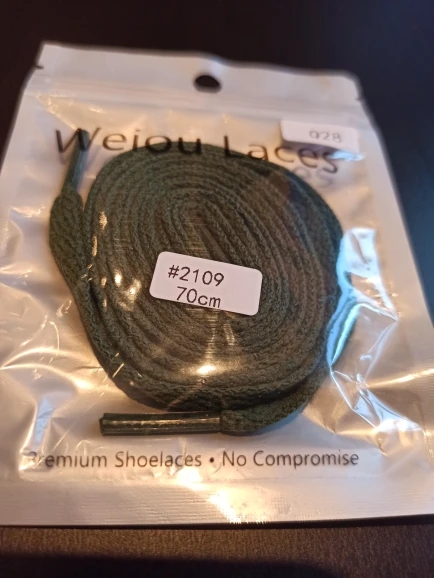 028
Weiou Laces
#2109
70cm
Premium Shoelaces • No Compromise